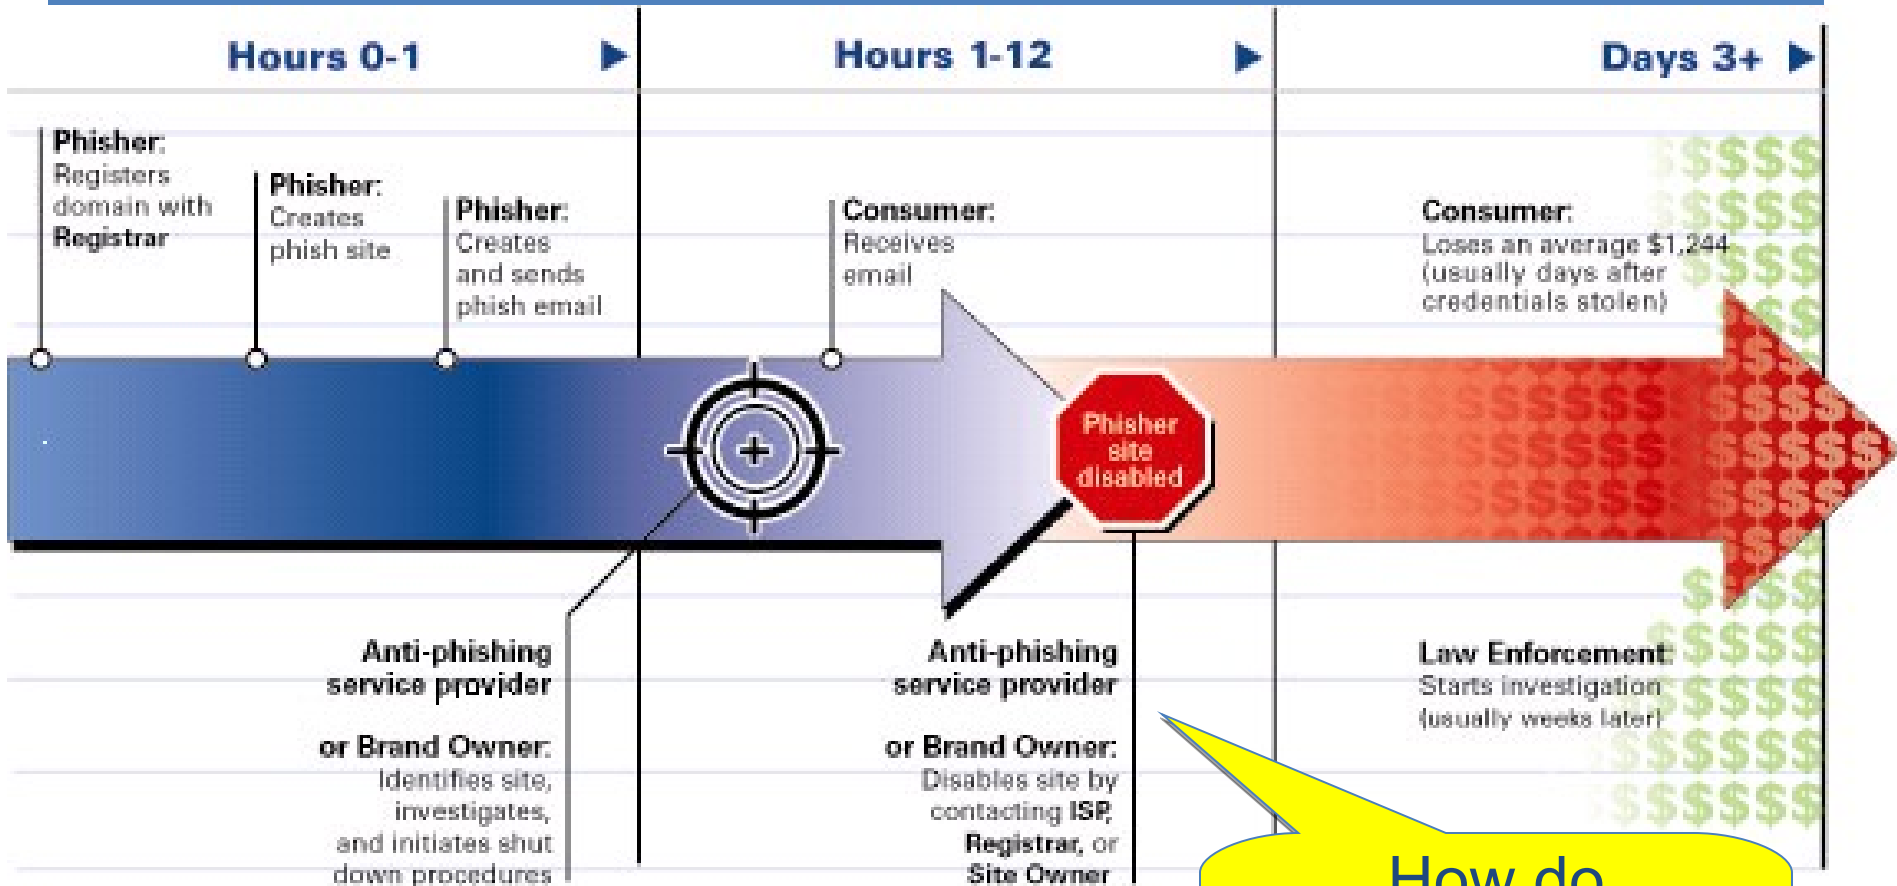 Hours 0-1
Hours 1-12
Days 3+
Phisher:
Registers
domain with
Registrar
Phisher:
Creates
phish site
Phisher:
Creates
and sends
phish email
Consumer:
Receives
email
Consumer:
Loses an average $1,244
(usually days after
credentials stolen)
Phisher
site
disabled
Anti-phishing
service provider
or Brand Owner:
Identifies site,
investigates,
and initiates shut
down procedures
Anti-phishing
service provider
or Brand Owner:
Disables site by
contacting ISP,
Registrar, or
Site Owner
Law Enforcement:
Starts investigation
(usually weeks later)
How do